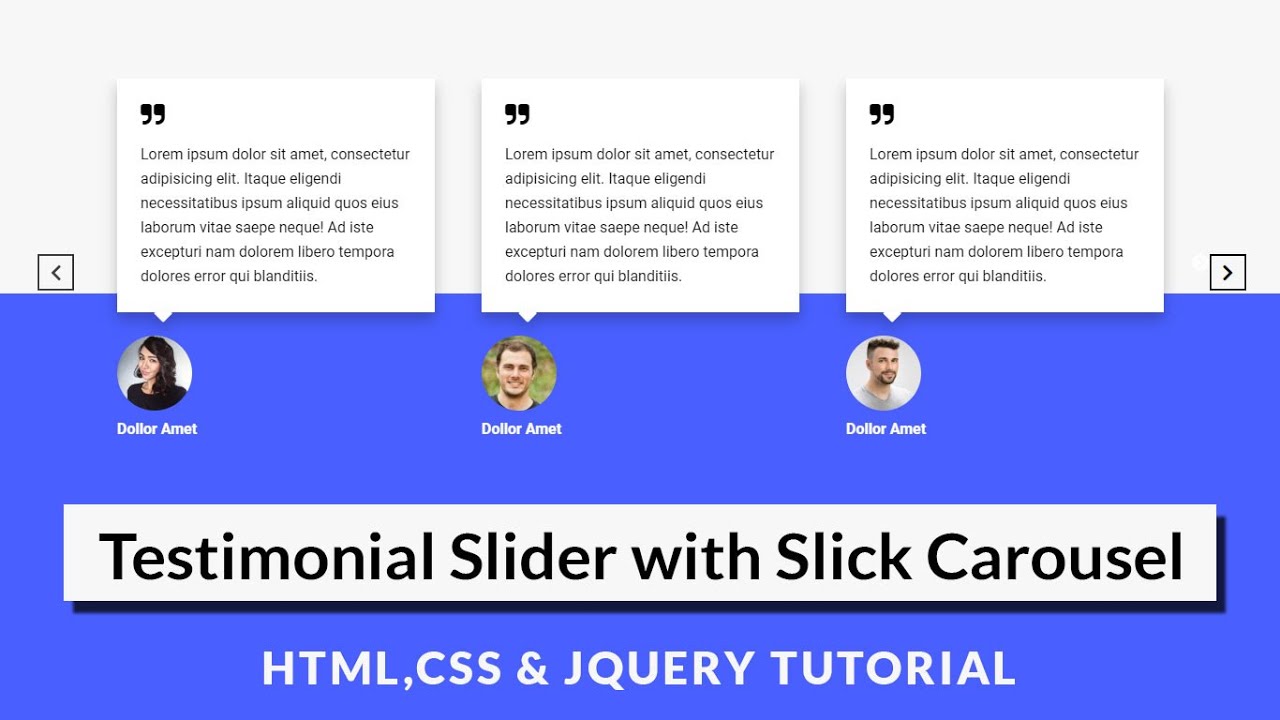 ❞
Lorem ipsum dolor sit amet, consectetur
adipisicing elit. Itaque eligendi
necessitatibus ipsum aliquid quos eius
laborum vitae saepe neque! Ad iste
excepturi nam dolorem libero tempora
dolores error qui blanditiis.
Dollor Amet
❞
Lorem ipsum dolor sit amet, consectetur
adipisicing elit. Itaque eligendi
necessitatibus ipsum aliquid quos eius
laborum vitae saepe neque! Ad iste
excepturi nam dolorem libero tempora
dolores error qui blanditiis.
Dollor Amet
❞
Lorem ipsum dolor sit amet, consectetur
adipisicing elit. Itaque eligendi
necessitatibus ipsum aliquid quos eius
laborum vitae saepe neque! Ad iste
excepturi nam dolorem libero tempora
dolores error qui blanditiis.
Dollor Amet
Testimonial Slider with Slick Carousel
HTML,CSS & JQUERY TUTORIAL